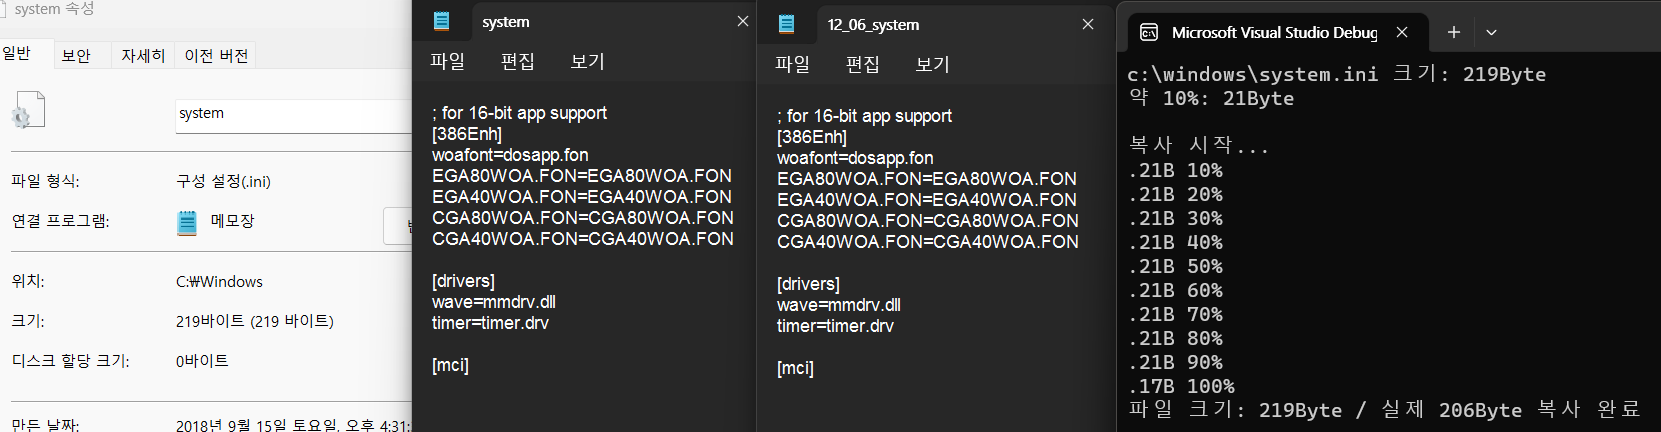 system 속성
일반 보안 자세히 이전 버전
system
파일 형식: 구성 설정(.ini)
연결 프로그램: 메모장
위치: C:₩Windows
크기: 219바이트 (219 바이트)
디스크 할당 크기: 0바이트
만든 날짜: 2018년 9월 15일 토요일, 오후 4:31:
system
파일 편집 보기
; for 16-bit app support
[386Enh]
woafont=dosapp.fon
EGA80WOA.FON=EGA80WOA.FON
EGA40WOA.FON=EGA40WOA.FON
CGA80WOA.FON=CGA80WOA.FON
CGA40WOA.FON=CGA40WOA.FON
[drivers]
wave=mmdrv.dll
timer=timer.drv
[mci]
12_06_system
파일 편집 보기
; for 16-bit app support
[386Enh]
woafont=dosapp.fon
EGA80WOA.FON=EGA80WOA.FON
EGA40WOA.FON=EGA40WOA.FON
CGA80WOA.FON=CGA80WOA.FON
CGA40WOA.FON=CGA40WOA.FON
[drivers]
wave=mmdrv.dll
timer=timer.drv
[mci]
Microsoft Visual Studio Debug
c:\windows\system.ini 크기: 219Byte
약 10%: 21Byte
복사 시작...
.21B 10%
.21B 20%
.21B 30%
.21B 40%
.21B 50%
.21B 60%
.21B 70%
.21B 80%
.21B 90%
.17B 100%
파일 크기: 219Byte / 실제 206Byte 복사 완료